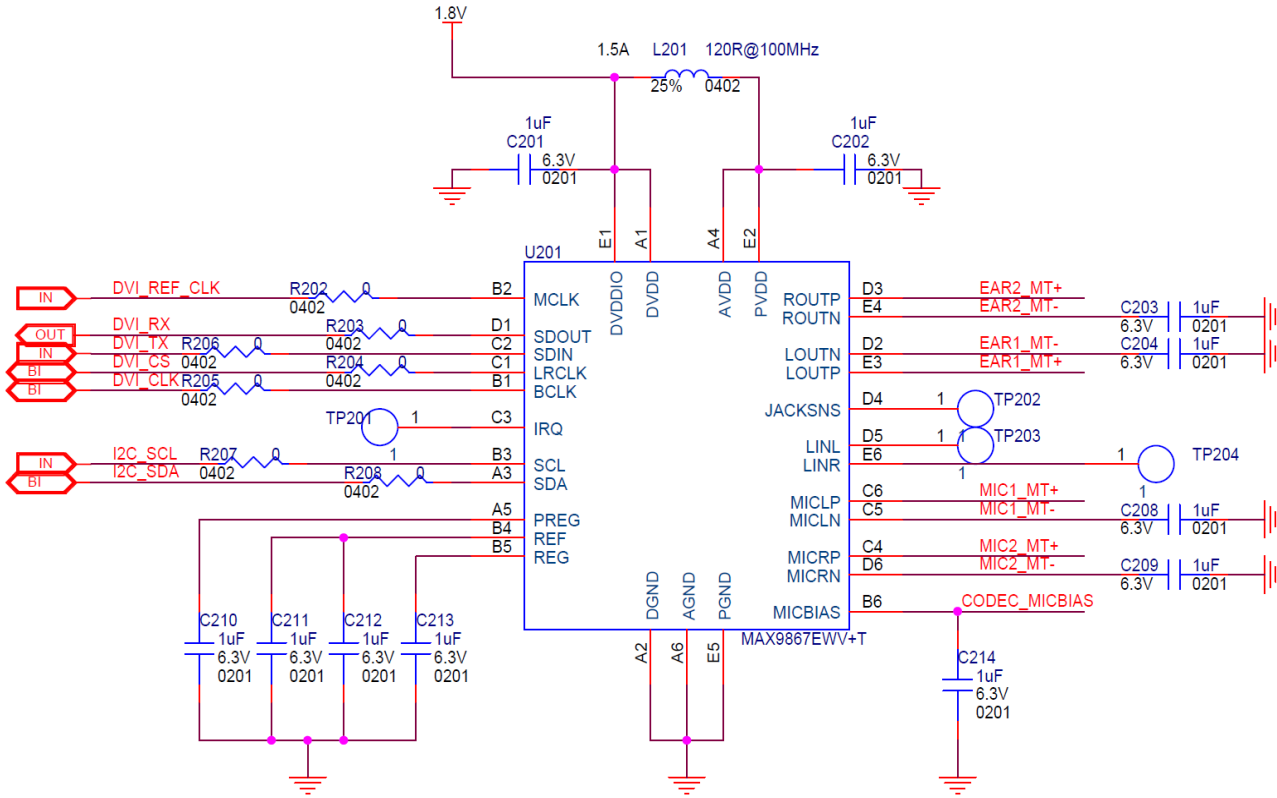 1.8V
1.5A L201 120R@100MHz
25% 0402
1uF
C201
6.3V
0201
1uF
C202
6.3V
0201
E1 A1 A4 E2
U201
DVDDIO DVDD AVDD PVDD
IN DVI_REF_CLK R202 0 0402 B2 MCLK
OUT DVI_RX R203 0 0402 D1 SDOUT
IN DVI_TX R206 0 0402 C2 SDIN
BI DVI_CS R204 0 0402 C1 LRCLK
BI DVI_CLK R205 0 0402 B1 BCLK
TP201 1 1 C3 IRQ
IN I2C_SCL R207 0 0402 B3 SCL
BI I2C_SDA R208 0 0402 A3 SDA
A5 PREG
B4 REF
B5 REG
ROUTP D3 EAR2_MT+
ROUTN E4 EAR2_MT- C203 1uF 6.3V 0201
LOUTN D2 EAR1_MT- C204 1uF 6.3V 0201
LOUTP E3 EAR1_MT+
JACKSNS D4 1 TP202 1
LINL D5 1 TP203 1
LINR E6 1 TP204 1
MICLP C6 MIC1_MT+
MICLN C5 MIC1_MT- C208 1uF 6.3V 0201
MICRP C4 MIC2_MT+
MICRN D6 MIC2_MT- C209 1uF 6.3V 0201
MICBIAS B6 CODEC_MICBIAS
DGND AGND PGND
MAX9867EWV+T
A2 A6 E5
C210 C211 C212 C213
1uF 1uF 1uF 1uF
6.3V 6.3V 6.3V 6.3V
0201 0201 0201 0201
C214
1uF
6.3V
0201